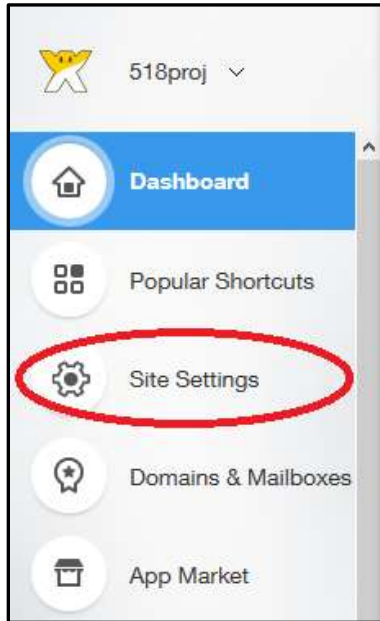 518proj
Dashboard
Popular Shortcuts
Site Settings
Domains & Mailboxes
App Market